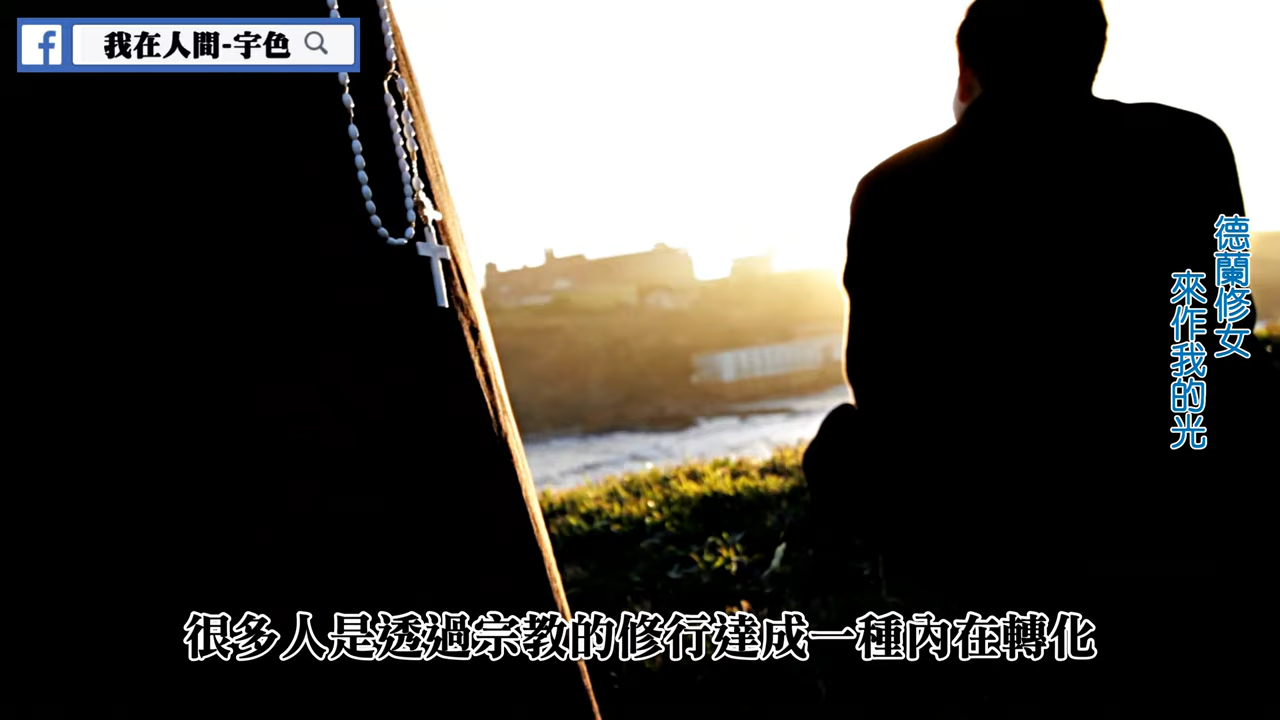 我在人間-宇色
德蘭修女
來作我的光
很多人是透過宗教的修行達成一種內在轉化